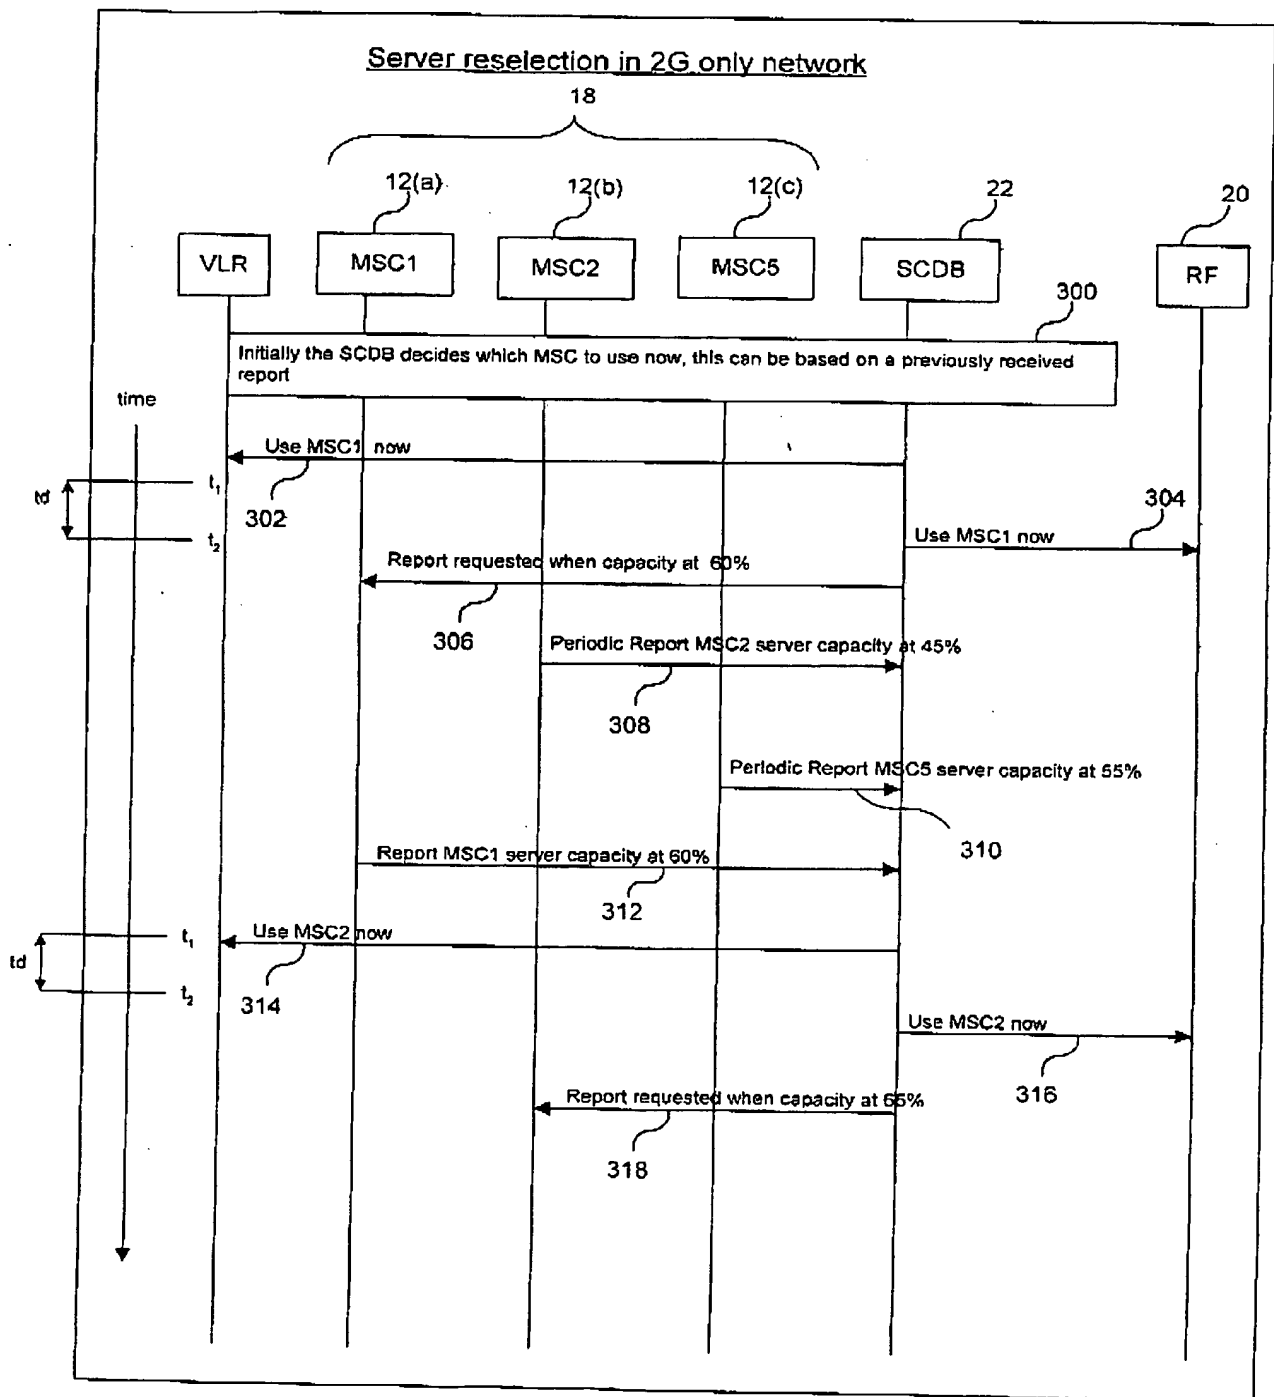 Server reselection in 2G only network
18
12(a)
12(b)
12(c)
22
20
VLR
MSC1
MSC2
MSC5
SCDB
RF
300
Initially the SCDB decides which MSC to use now, this can be based on a previously received
report
time
Use MSC1 now
td
t1
302
304
t2
Use MSC1 now
Report requested when capacity at 60%
306
Periodic Report MSC2 server capacity at 45%
308
Periodic Report MSC5 server capacity at 55%
310
Report MSC1 server capacity at 60%
312
t1
Use MSC2 now
td
t2
314
Use MSC2 now
316
Report requested when capacity at 65%
318